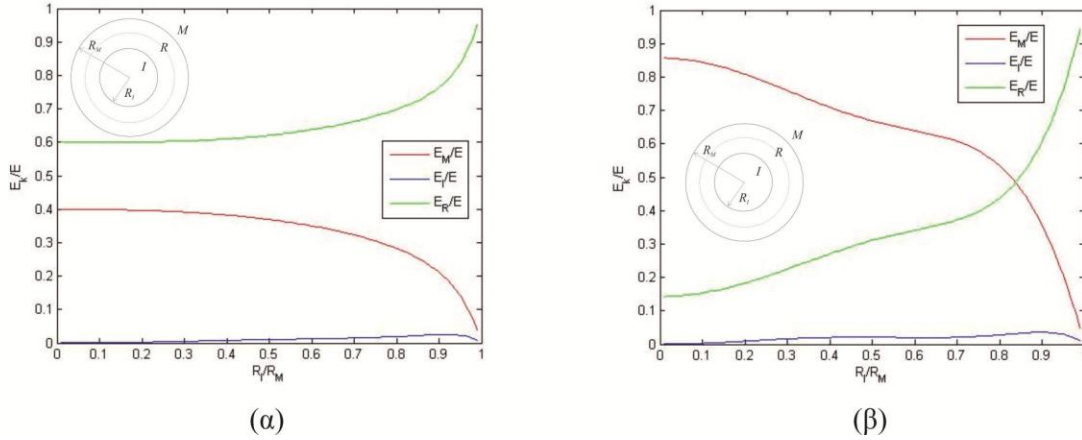 1
0.9
0.8
0.7
0.6
0.5
0.4
0.3
0.2
0.1
0
E_k/E
R_M
M
R
I
R_I
E_M/E
E_I/E
E_R/E
0 0.1 0.2 0.3 0.4 0.5 0.6 0.7 0.8 0.9 1
R_I/R_M
(α)
1
0.9
0.8
0.7
0.6
0.5
0.4
0.3
0.2
0.1
0
E_k/E
E_M/E
E_I/E
E_R/E
R_M
M
R
I
R_I
0 0.1 0.2 0.3 0.4 0.5 0.6 0.7 0.8 0.9
R_I/R_M
(β)